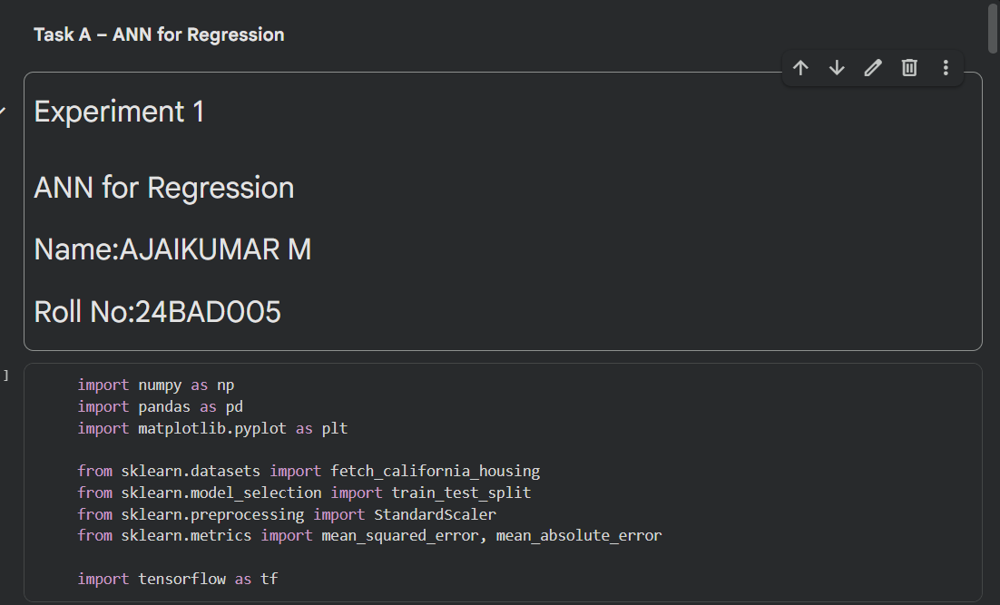 Task A – ANN for Regression
Experiment 1
ANN for Regression
Name:AJAIKUMAR M
Roll No:24BAD005
]
import numpy as np
import pandas as pd
import matplotlib.pyplot as plt
from sklearn.datasets import fetch_california_housing
from sklearn.model_selection import train_test_split
from sklearn.preprocessing import StandardScaler
from sklearn.metrics import mean_squared_error, mean_absolute_error
import tensorflow as tf